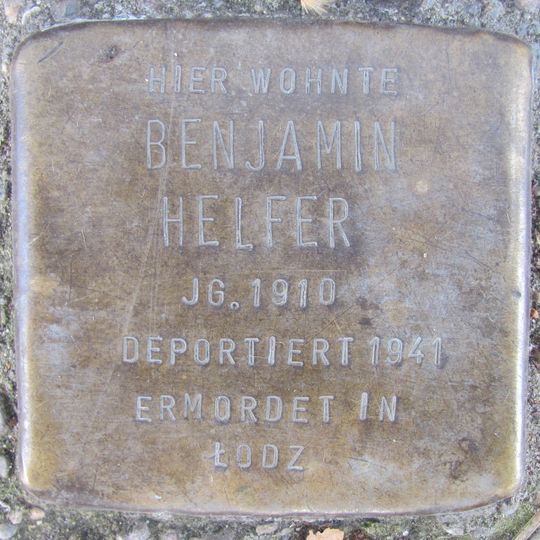 HIER WOHNTE
BENJAMIN
HELFER
JG. 1910
DEPORTIERT 1941
ERMORDET IN
ŁODZ